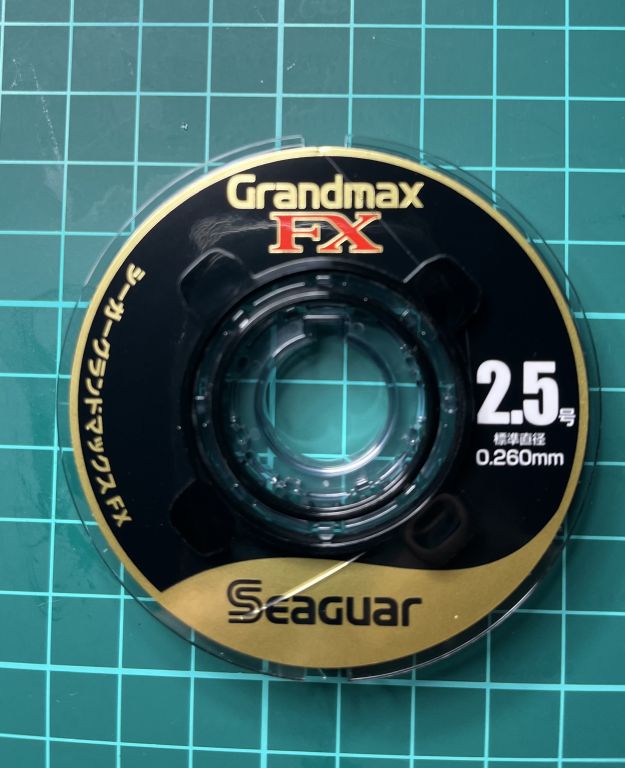 Grandmax
FX
シーガーグランドマックスFX
2.5号
標準直径
0.260mm
Seaguar